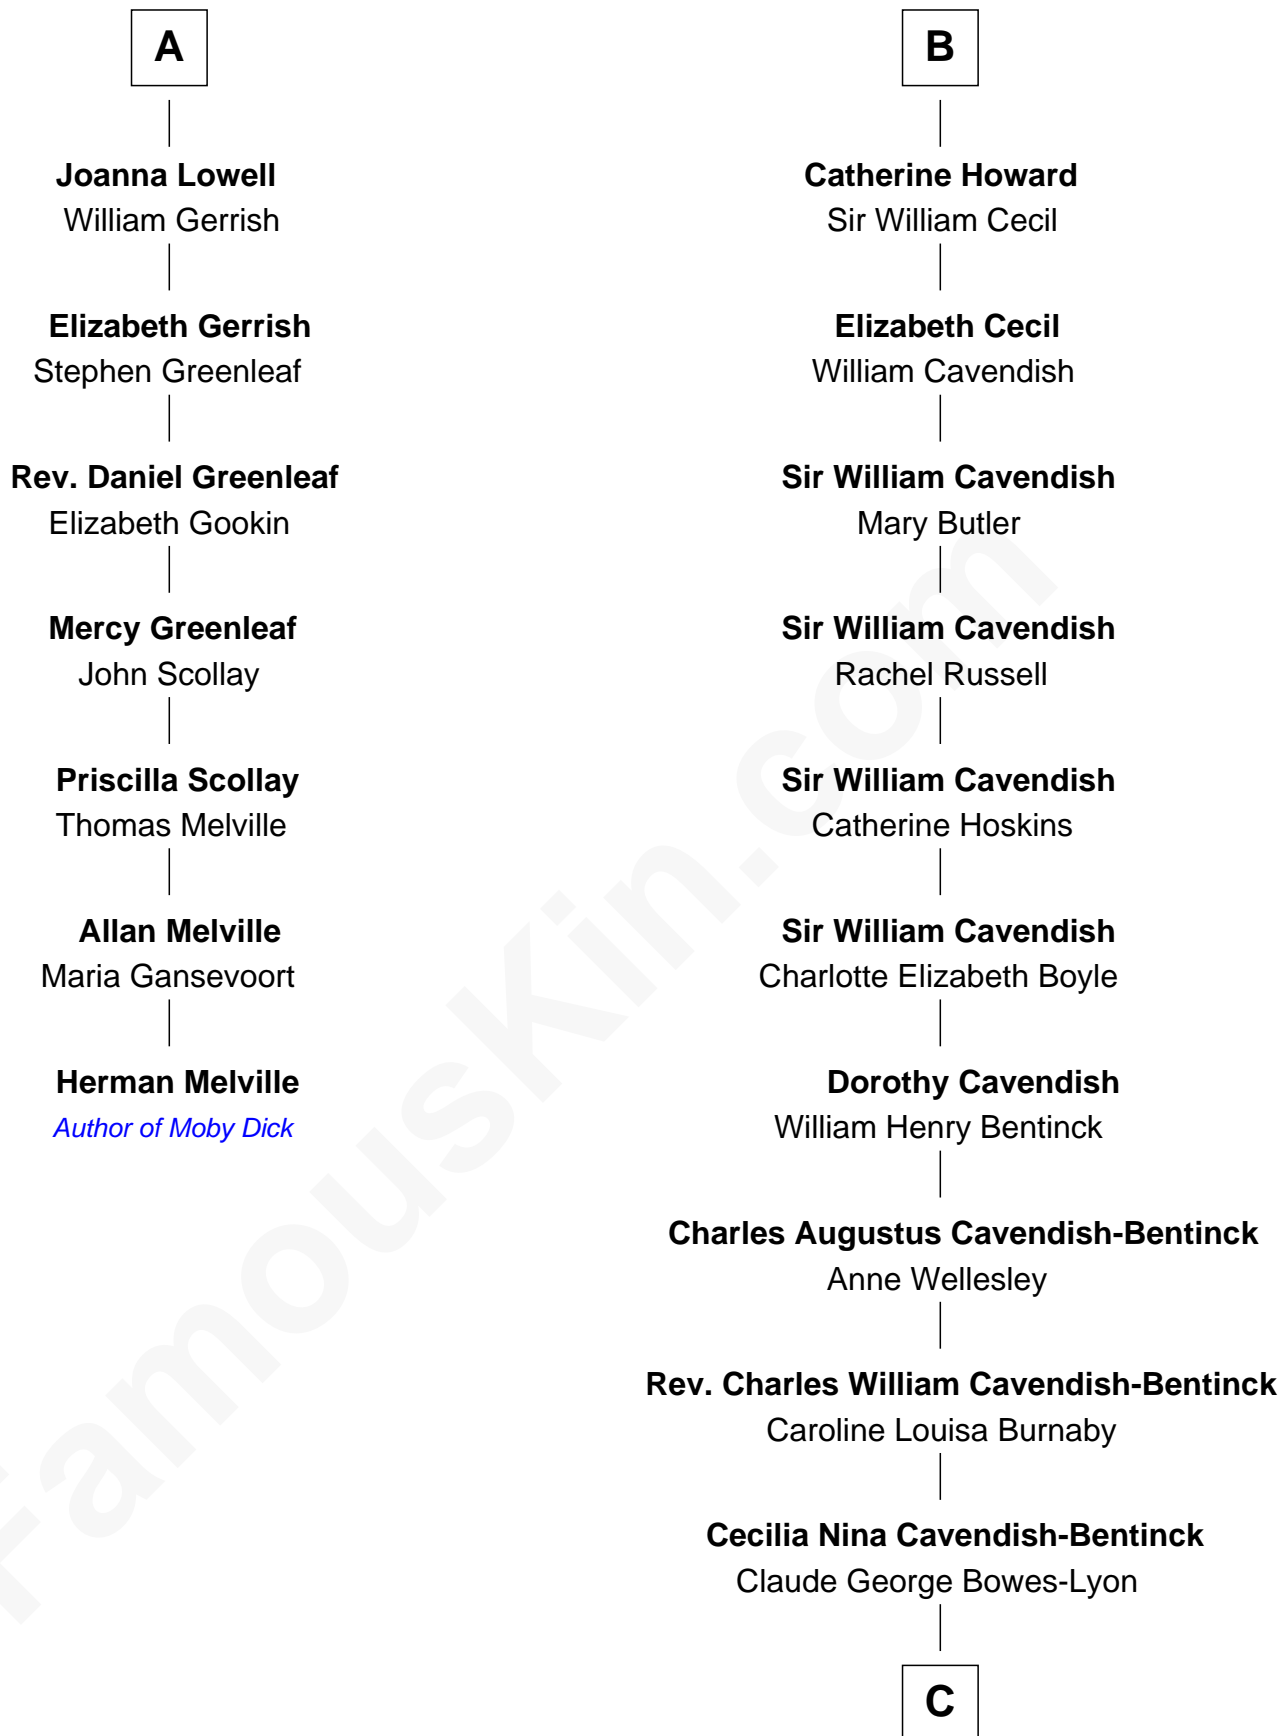 A
Joanna Lowell
William Gerrish
Elizabeth Gerrish
Stephen Greenleaf
Rev. Daniel Greenleaf
Elizabeth Gookin
Mercy Greenleaf
John Scollay
Priscilla Scollay
Thomas Melville
Allan Melville
Maria Gansevoort
Herman Melville
Author of Moby Dick
B
Catherine Howard
Sir William Cecil
Elizabeth Cecil
William Cavendish
Sir William Cavendish
Mary Butler
Sir William Cavendish
Rachel Russell
Sir William Cavendish
Catherine Hoskins
Sir William Cavendish
Charlotte Elizabeth Boyle
Dorothy Cavendish
William Henry Bentinck
Charles Augustus Cavendish-Bentinck
Anne Wellesley
Rev. Charles William Cavendish-Bentinck
Caroline Louisa Burnaby
Cecilia Nina Cavendish-Bentinck
Claude George Bowes-Lyon
C
FamousKin.com